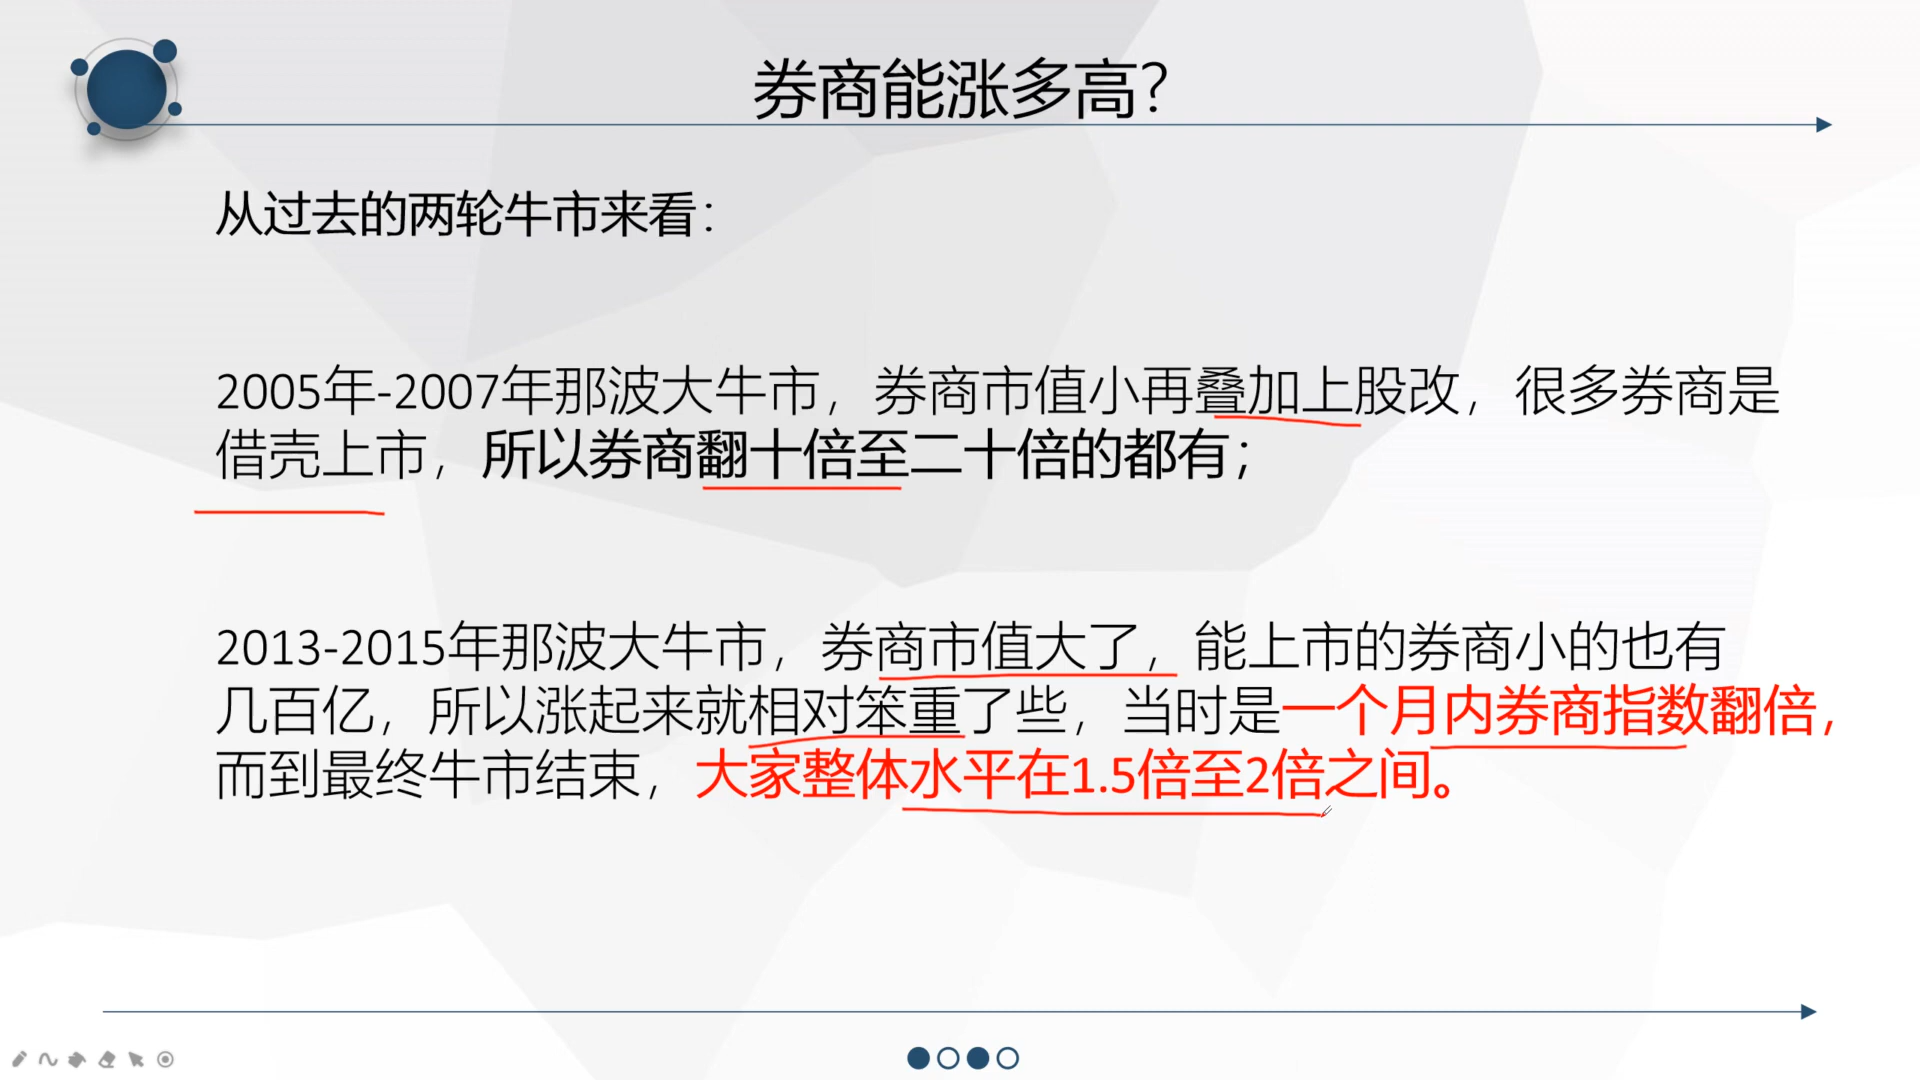 券商能涨多高？
从过去的两轮牛市来看：
2005年-2007年那波大牛市，券商市值小再叠加上股改，很多券商是
借壳上市，所以券商翻十倍至二十倍的都有；
2013-2015年那波大牛市，券商市值大了，能上市的券商小的也有
几百亿，所以涨起来就相对笨重了些，当时是一个月内券商指数翻倍，
而到最终牛市结束，大家整体水平在1.5倍至2倍之间。